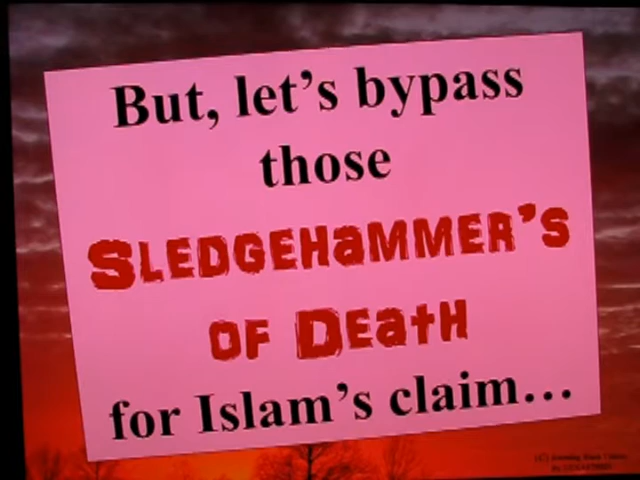 But, let's bypass
those
SLEDGEHaMMER'S
OF DEatH
for Islam's claim...